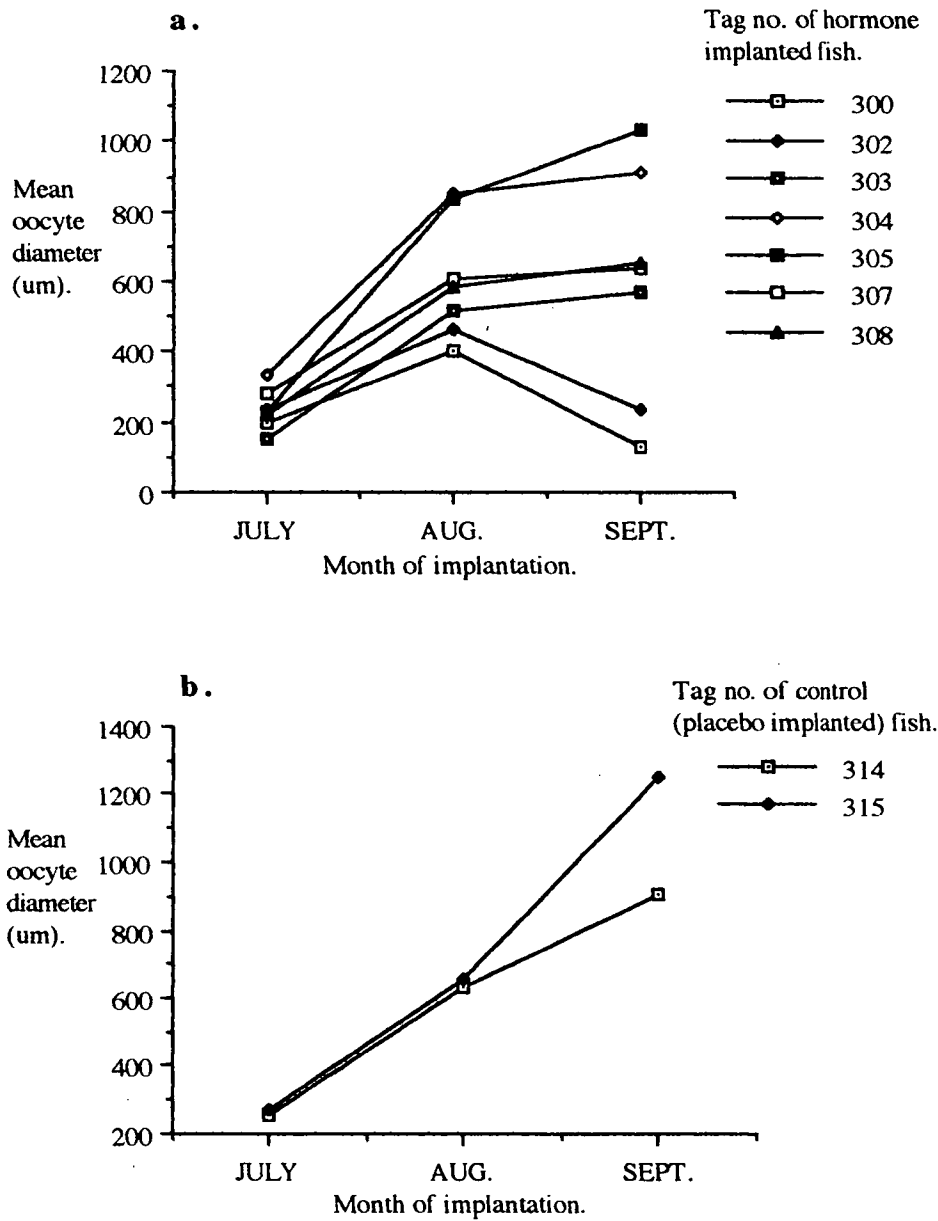 a.
Tag no. of hormone
implanted fish.
300
302
303
304
305
307
308
1200
1000
800
600
400
200
0
Mean
oocyte
diameter
(um).
JULY AUG. SEPT.
Month of implantation.
b.
Tag no. of control
(placebo implanted) fish.
314
315
1400
1200
1000
800
600
400
200
Mean
oocyte
diameter
(um).
JULY AUG. SEPT.
Month of implantation.